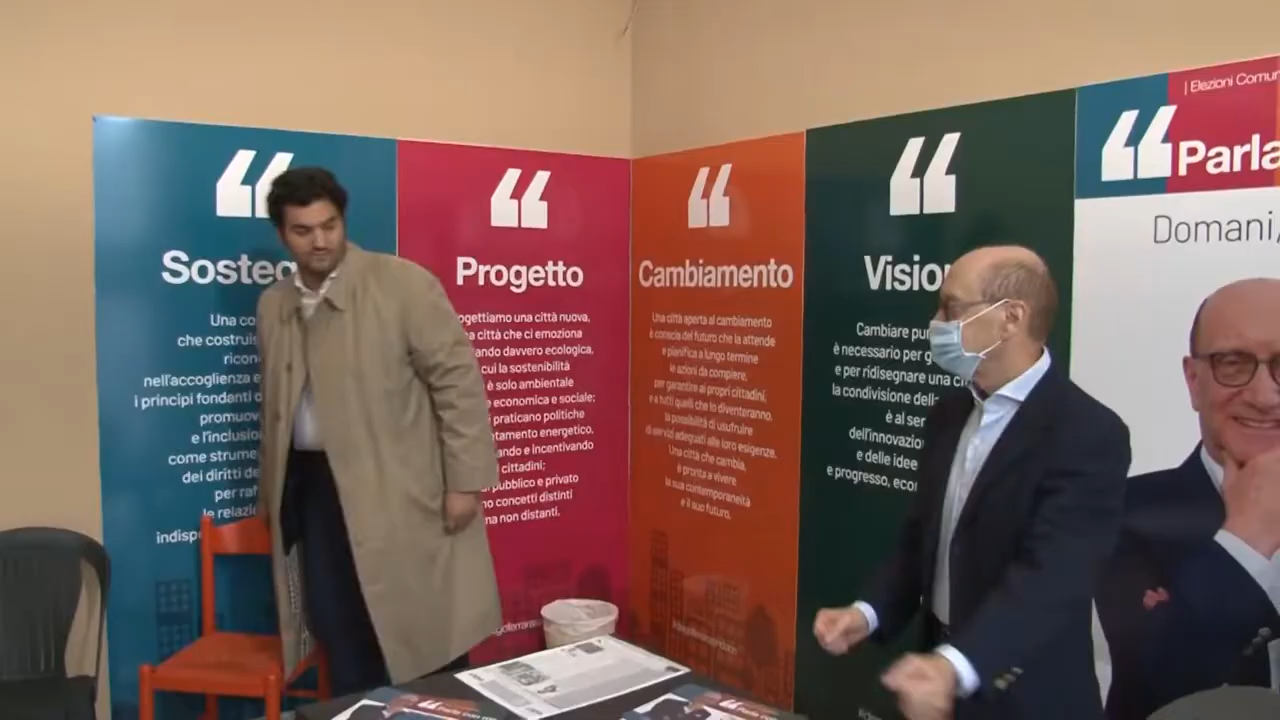 “
Sosteg
Una co
che costruis
ricon
nell'accoglienza e
i principi fondanti d
promuov
e l'inclusio
come strume
dei diritti de
per raf
le relazio
indisp
“
Progetto
ogettiamo una città nuova,
a città che ci emoziona
ando davvero ecologica,
cui la sostenibilità
è solo ambientale
e economica e sociale;
praticano politiche
ntamento energetico,
ando e incentivando
i cittadini;
pubblico e privato
no concetti distinti
ma non distanti.
“
Cambiamento
Una città aperta al cambiamento
è conscia del futuro che la attende
e pianifica a lungo termine
le azioni da compiere,
per garantire ai propri cittadini,
e a tutti quelli che lo diventeranno,
la possibilità di usufruire
di servizi adeguati alle loro esigenze.
Una città che cambia,
è pronta a vivere
la sua contemporaneità
e il suo futuro.
“
Vision
Cambiare pu
è necessario per g
e per ridisegnare una ci
la condivisione della
è al ser
dell'innovazio
e delle idee
e progresso, econ
| Elezioni Comun
“Parla
Domani,